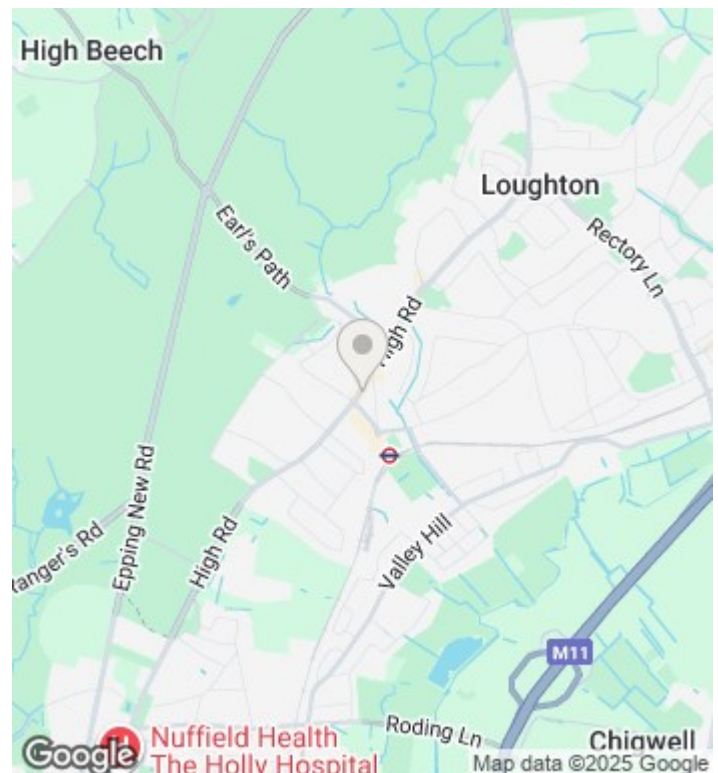 High Beech
Loughton
Earl's Path
Rectory Ln
High Rd
Epping New Rd
Ranger's Rd
High Rd
Valley Hill
M11
Roding Ln
Chigwell
Nuffield Health
The Holly Hospital
Google
Map data ©2025 Google